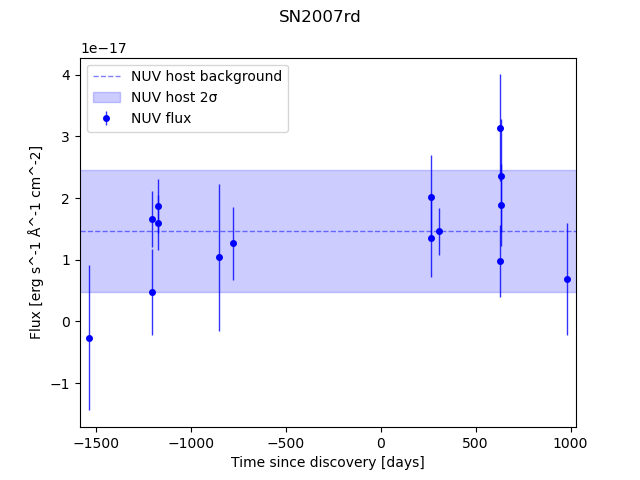 SN2007rd
1e−17
NUV host background
NUV host 2σ
NUV flux
4
3
2
1
0
−1
Flux [erg s^-1 Å^-1 cm^-2]
−1500 −1000 −500 0 500 1000
Time since discovery [days]